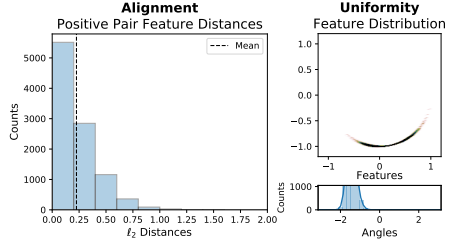 Alignment
Positive Pair Feature Distances
5000
4000
3000
2000
1000
0
Counts
Mean
0.00 0.25 0.50 0.75 1.00 1.25 1.50 1.75 2.00
ℓ2 Distances
Uniformity
Feature Distribution
1.0
0.5
0.0
−0.5
−1.0
−1 0 1
Features
1000
0
Counts
−2 0 2
Angles